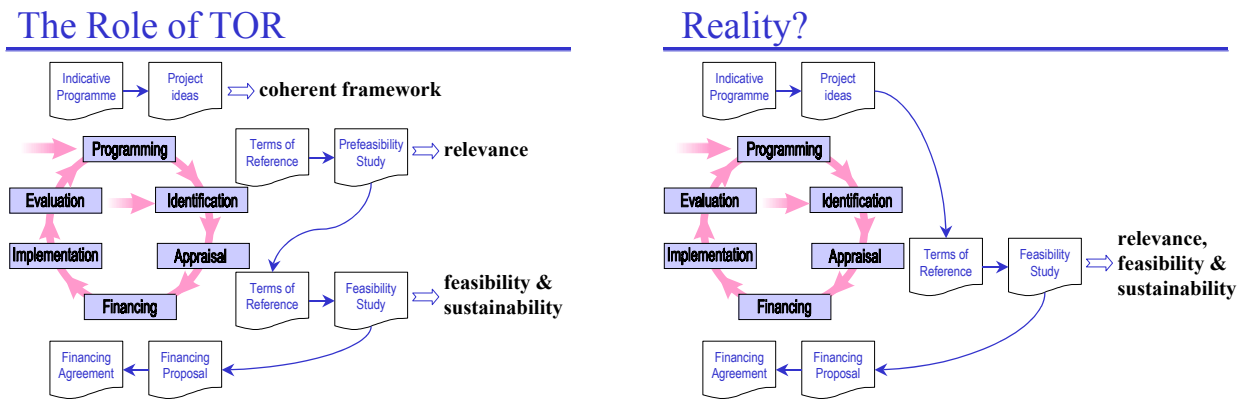 The Role of TOR
Indicative
Programme
Project
ideas
coherent framework
Programming
Terms of
Reference
Prefeasibility
Study
relevance
Evaluation
Identification
Implementation
Appraisal
Terms of
Reference
Feasibility
Study
feasibility &
sustainability
Financing
Financing
Agreement
Financing
Proposal
Reality?
Indicative
Programme
Project
ideas
Programming
Evaluation
Identification
Implementation
Appraisal
Terms of
Reference
Feasibility
Study
relevance,
feasibility &
sustainability
Financing
Financing
Agreement
Financing
Proposal